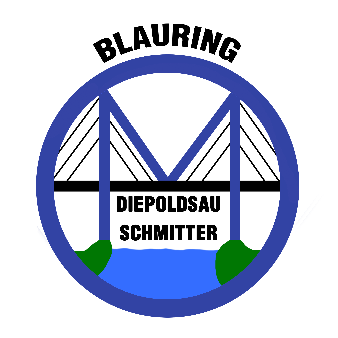 BLAURING
DIEPOLDSAU
SCHMITTER